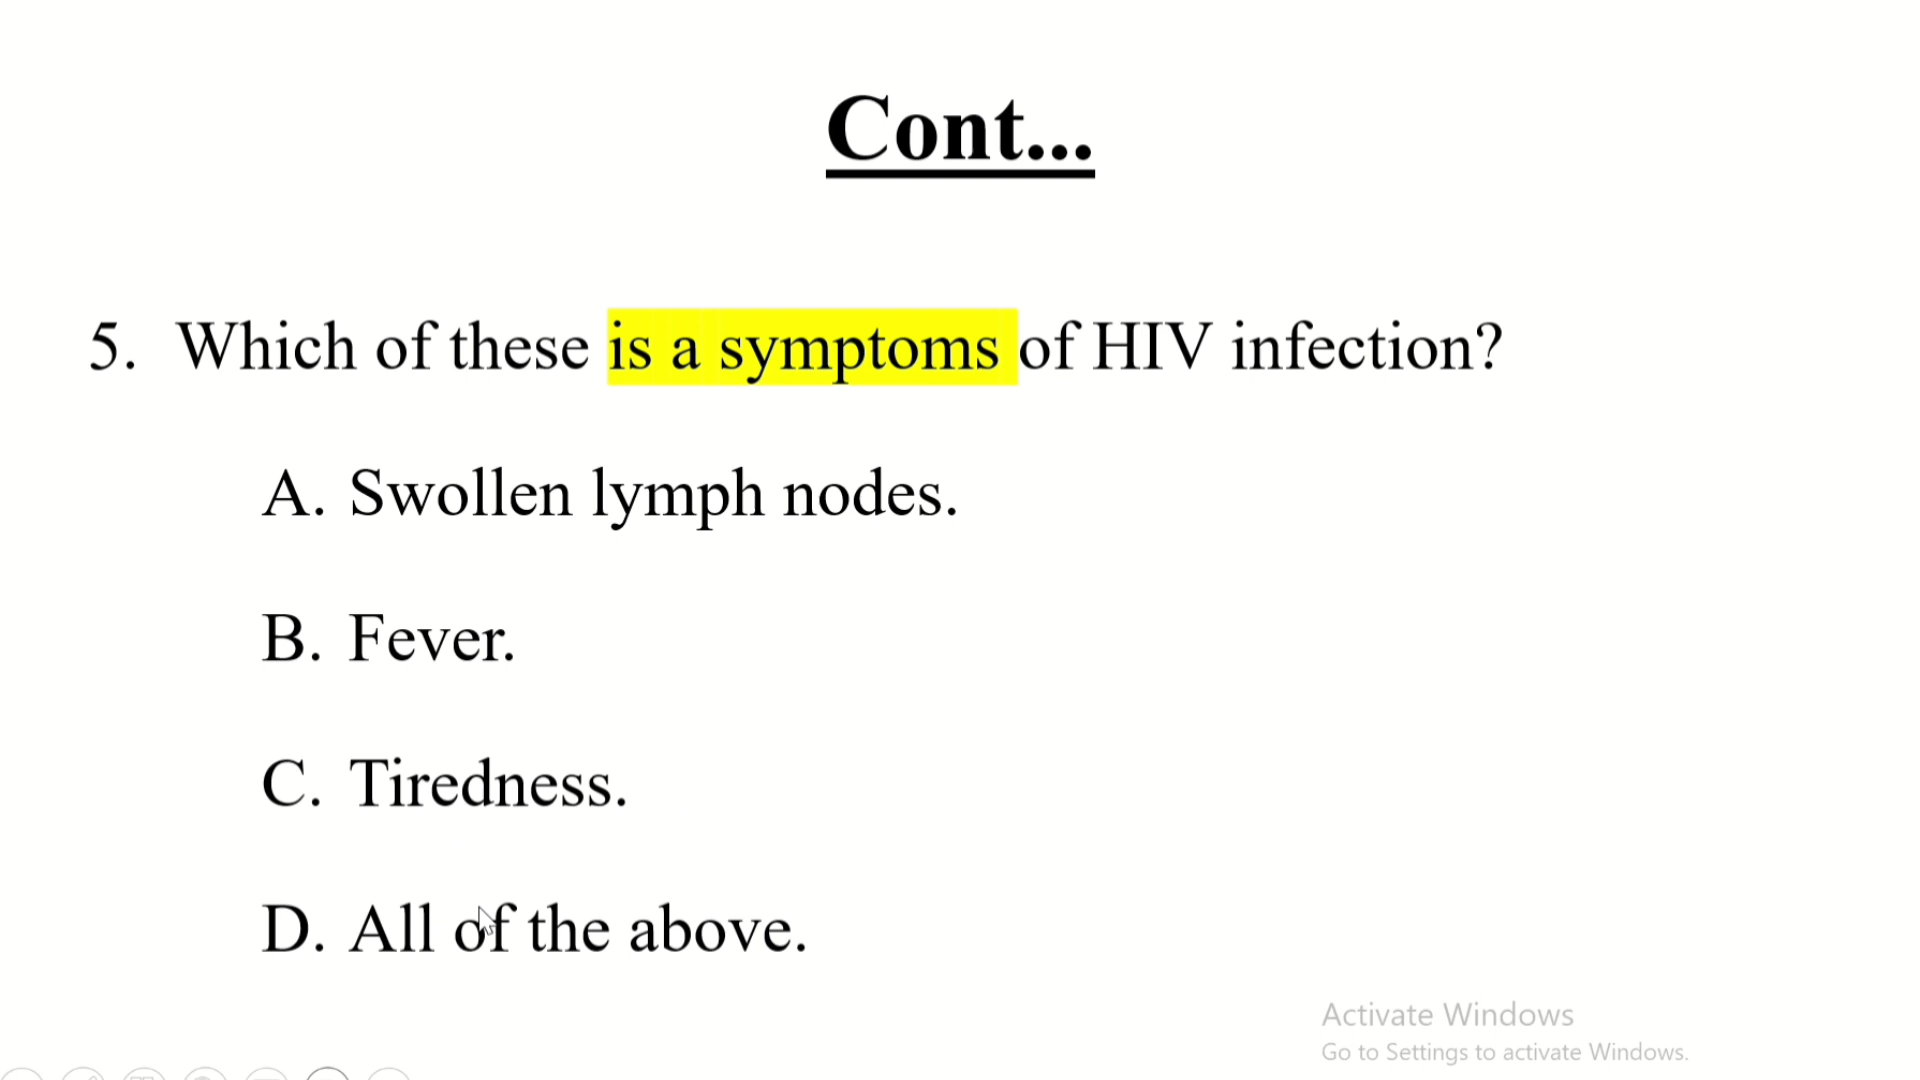 Cont...
5. Which of these is a symptoms of HIV infection?
A. Swollen lymph nodes.
B. Fever.
C. Tiredness.
D. All of the above.
Activate Windows
Go to Settings to activate Windows.